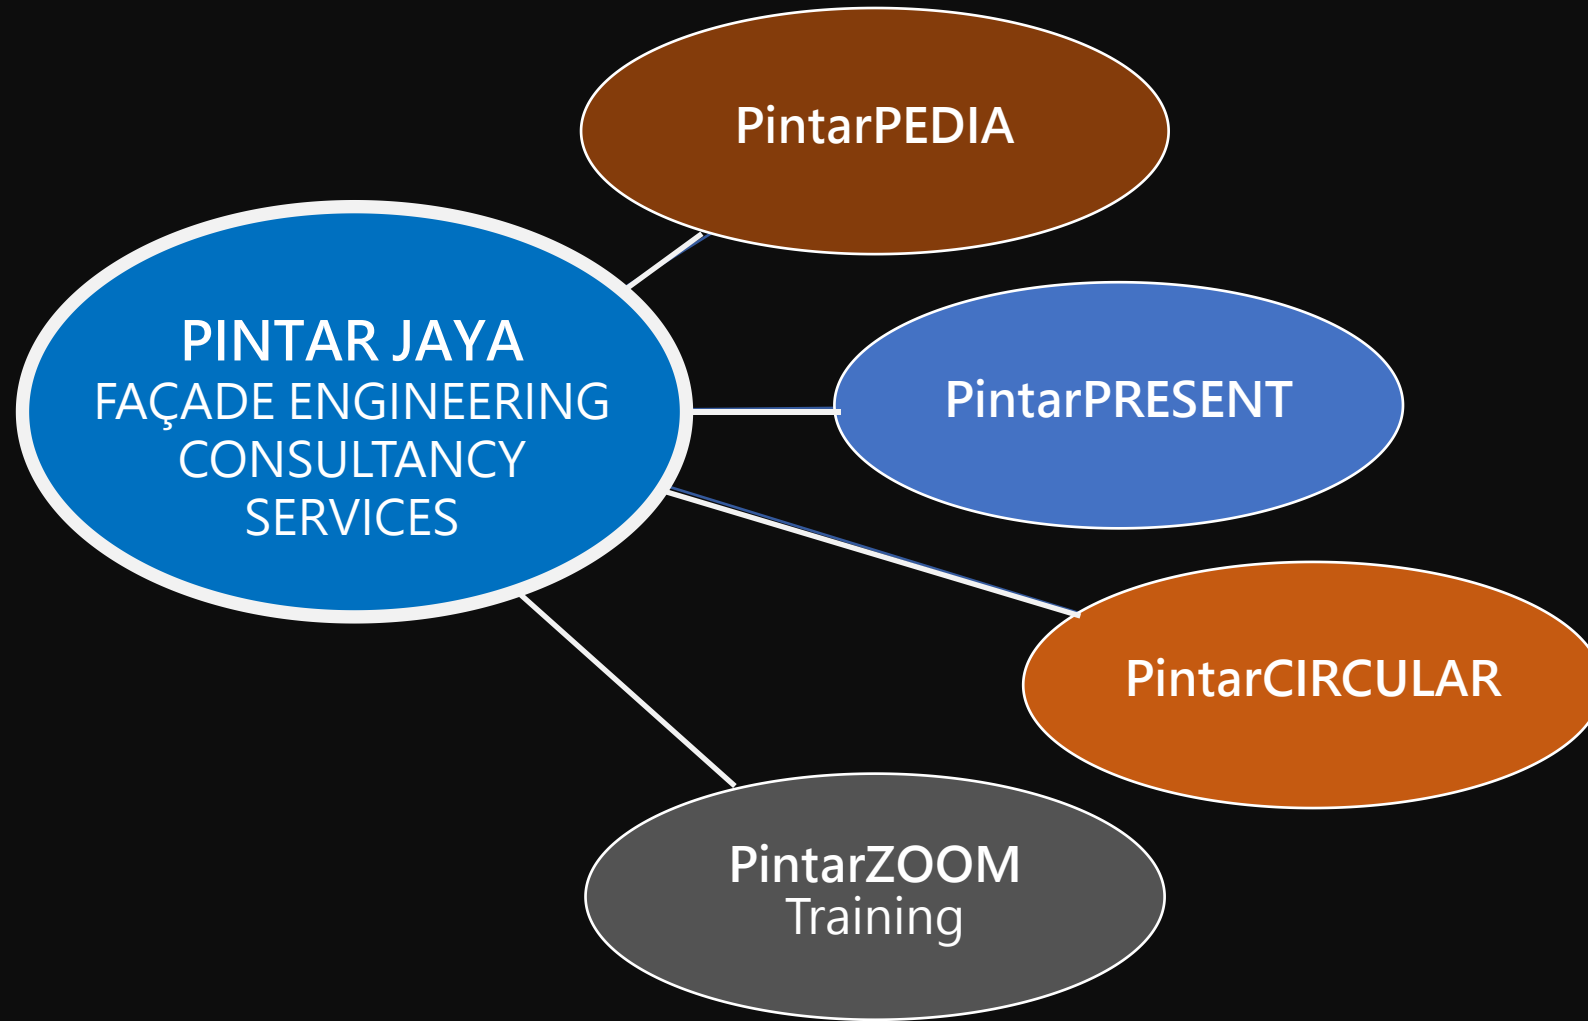 PintarPEDIA
PINTAR JAYA
FAÇADE ENGINEERING
CONSULTANCY
SERVICES
PintarPRESENT
PintarCIRCULAR
PintarZOOM
Training